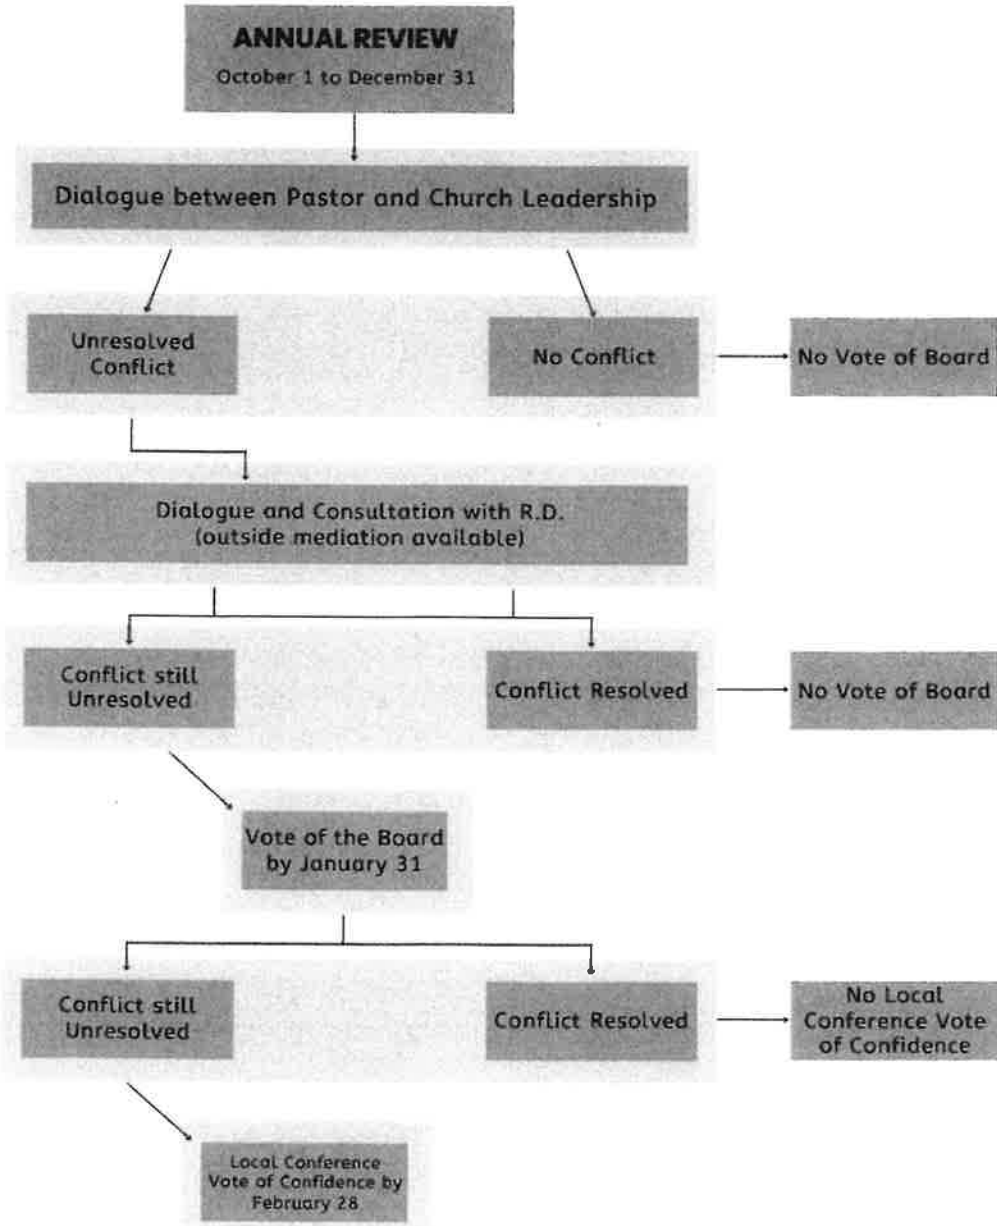 ANNUAL REVIEW
October 1 to December 31
Dialogue between Pastor and Church Leadership
Unresolved
Conflict
No Conflict
No Vote of Board
Dialogue and Consultation with R.D.
(outside mediation available)
Conflict still
Unresolved
Conflict Resolved
No Vote of Board
Vote of the Board
by January 31
Conflict still
Unresolved
Conflict Resolved
No Local
Conference Vote
of Confidence
Local Conference
Vote of Confidence by
February 28